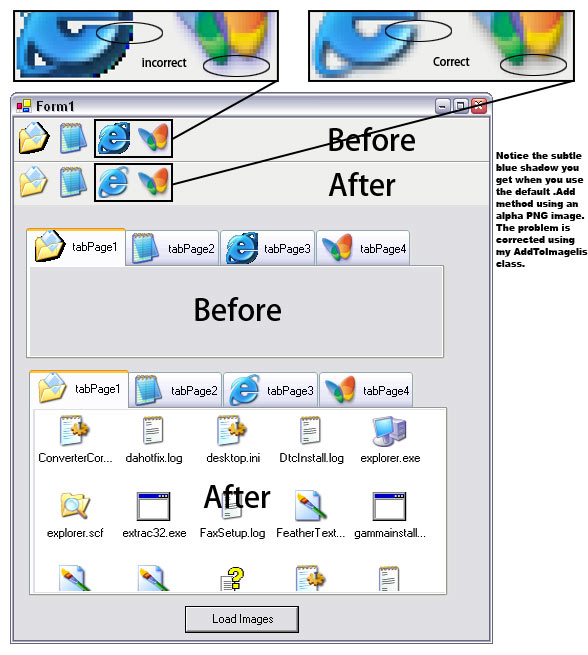 incorrect
Correct
Form1
Before
After
Notice the subtle
blue shadow you
get when you use
the default .Add
method using an
alpha PNG image.
The problem is
corrected using
my AddToImagelis
class.
tabPage1 tabPage2 tabPage3 tabPage4
Before
tabPage1 tabPage2 tabPage3 tabPage4
ConverterCor... dahotfix.log desktop.ini DtcInstall.log explorer.exe
After
explorer.scf extrac32.exe FaxSetup.log FeatherText... gammainstall...
Load Images